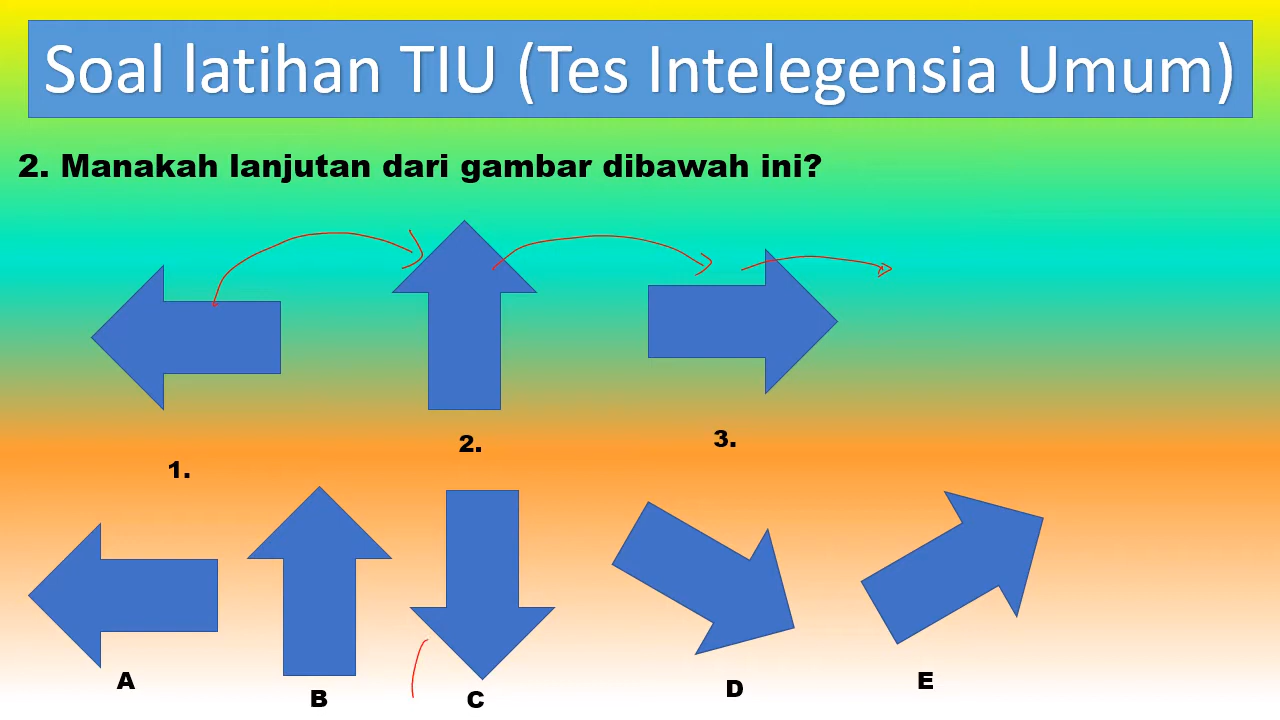 Soal latihan TIU (Tes Intelegensia Umum)
2. Manakah lanjutan dari gambar dibawah ini?
1.
2.
3.
A
B
C
D
E